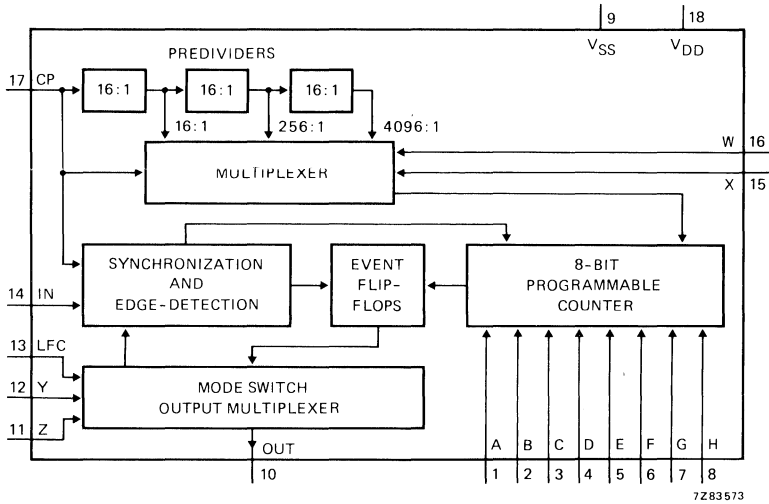 9 18
VSS VDD
PREDIVIDERS
17 CP
16:1 16:1 16:1
16:1 256:1 4096:1
MULTIPLEXER
W 16
X 15
SYNCHRONIZATION
AND
EDGE-DETECTION
EVENT
FLIP-
FLOPS
8-BIT
PROGRAMMABLE
COUNTER
14 IN
13 LFC
12 Y
11 Z
MODE SWITCH
OUTPUT MULTIPLEXER
OUT
10
A B C D E F G H
1 2 3 4 5 6 7 8
7Z83573